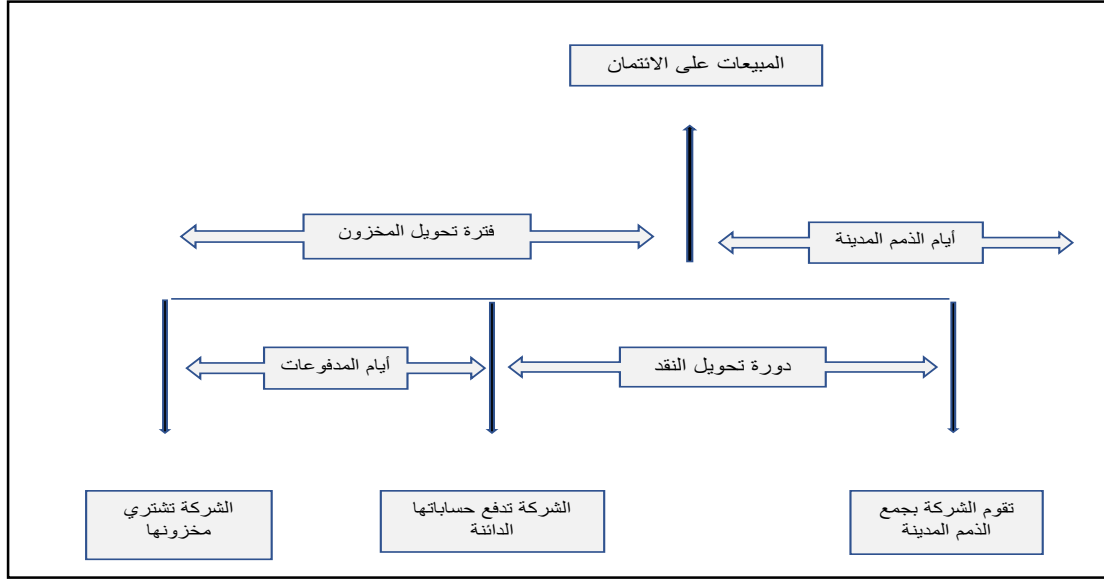 المبيعات على الائتمان
أيام الذمم المدينة
فترة تحويل المخزون
دورة تحويل النقد
أيام المدفوعات
تقوم الشركة بجمع
الذمم المدينة
الشركة تدفع حساباتها
الدائنة
الشركة تشتري
مخزونها